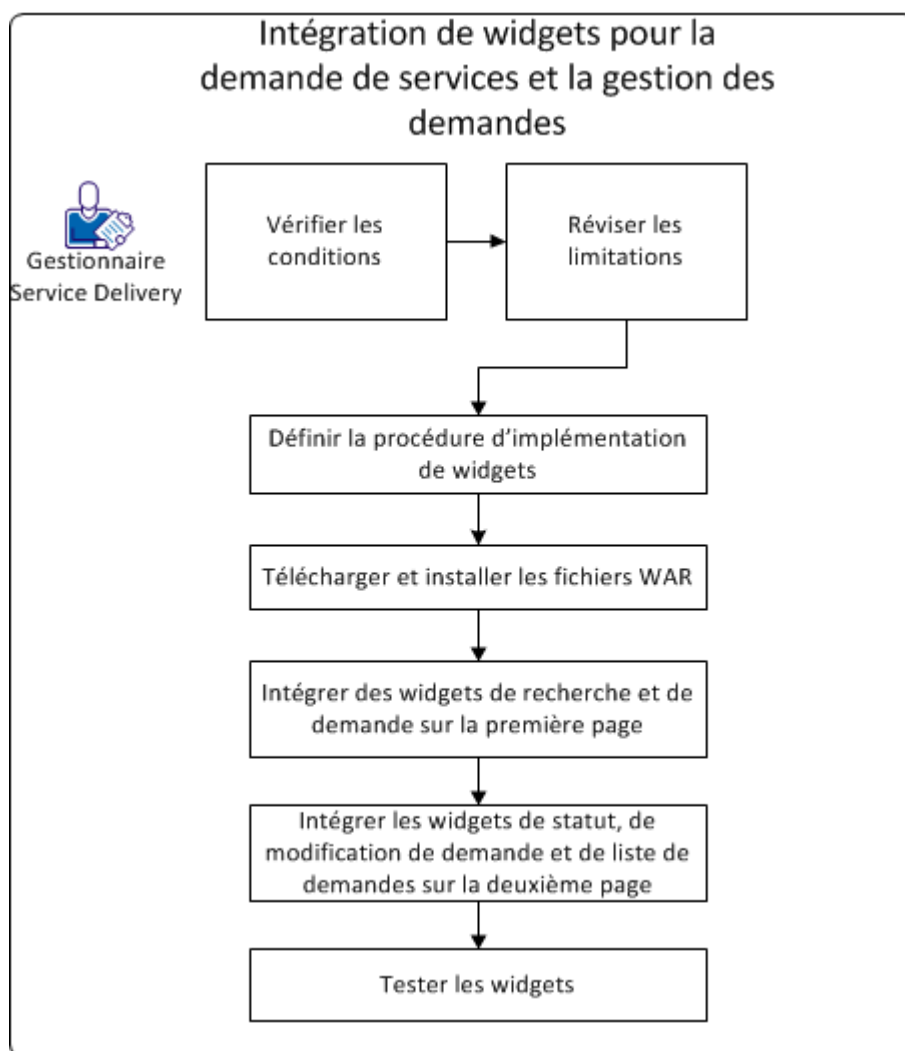 Intégration de widgets pour la
demande de services et la gestion des
demandes
Gestionnaire
Service Delivery
Vérifier les
conditions
Réviser les
limitations
Définir la procédure d’implémentation
de widgets
Télécharger et installer les fichiers WAR
Intégrer des widgets de recherche et de
demande sur la première page
Intégrer les widgets de statut, de
modification de demande et de liste de
demandes sur la deuxième page
Tester les widgets